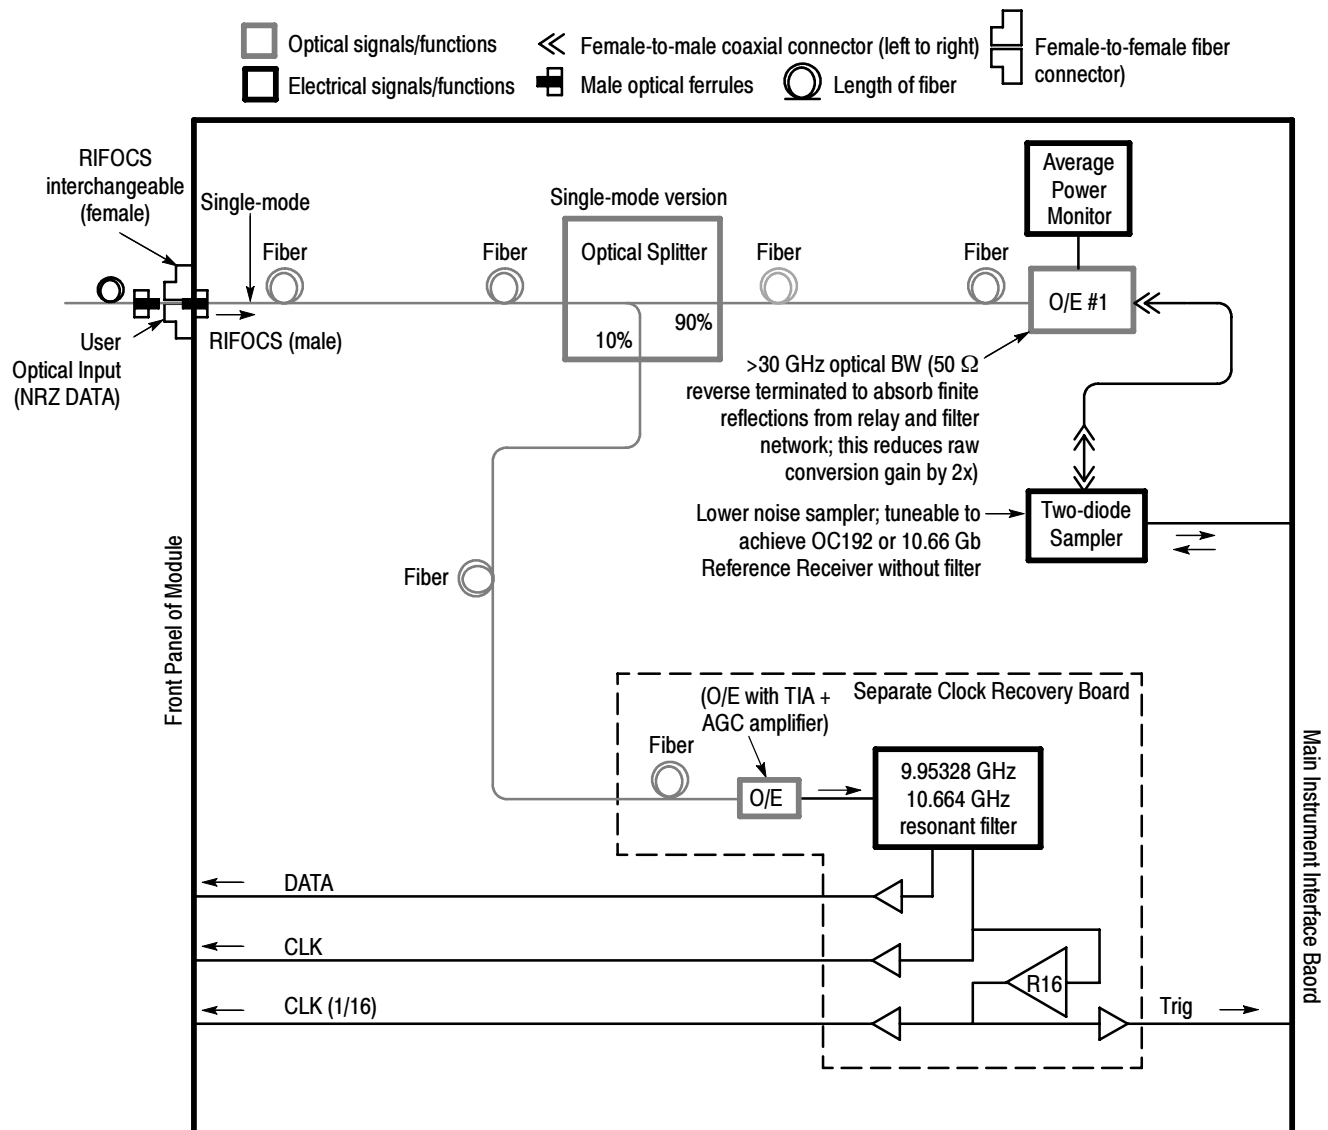 Optical signals/functions
Electrical signals/functions
Female-to-male coaxial connector (left to right)
Male optical ferrules
Length of fiber
Female-to-female fiber
connector)
RIFOCS
interchangeable
(female)
Single-mode
Fiber
Fiber
Single-mode version
Optical Splitter
90%
10%
Fiber
Fiber
Average
Power
Monitor
O/E #1
RIFOCS (male)
User
Optical Input
(NRZ DATA)
>30 GHz optical BW (50 Ω
reverse terminated to absorb finite
reflections from relay and filter
network; this reduces raw
conversion gain by 2x)
Lower noise sampler; tuneable to
achieve OC192 or 10.66 Gb
Reference Receiver without filter
Two-diode
Sampler
Fiber
Front Panel of Module
Separate Clock Recovery Board
(O/E with TIA +
AGC amplifier)
Fiber
O/E
9.95328 GHz
10.664 GHz
resonant filter
Main Instrument Interface Baord
DATA
CLK
R16
CLK (1/16)
Trig